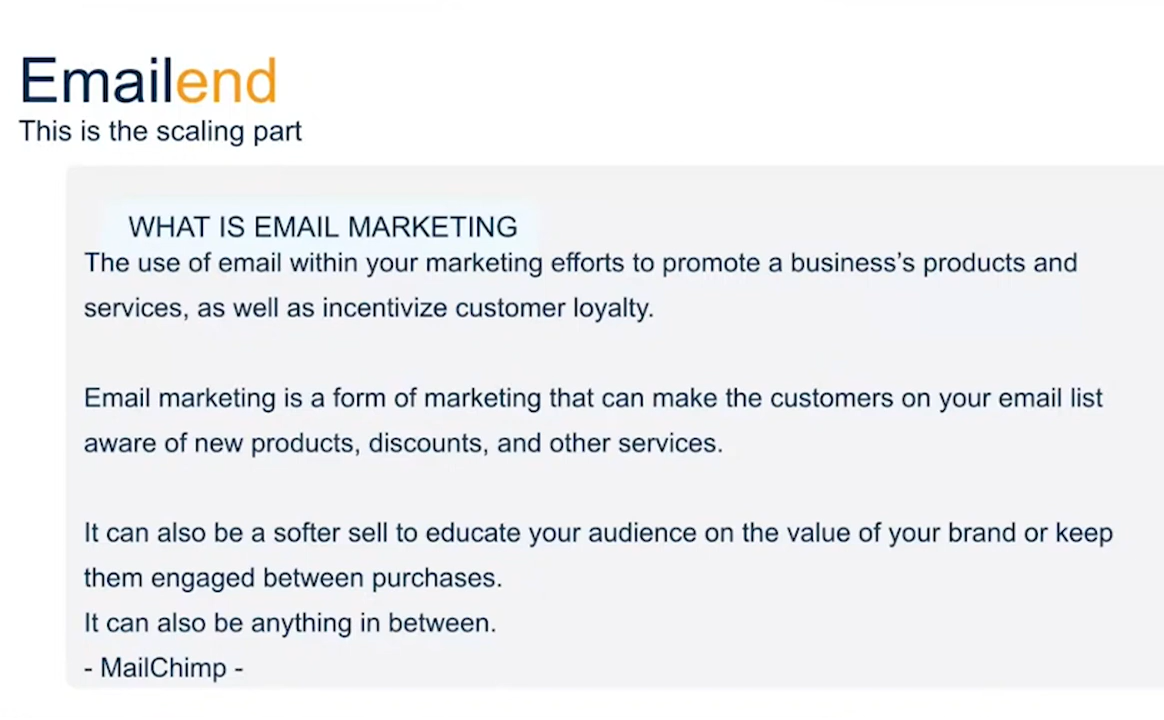 Emailend
This is the scaling part
WHAT IS EMAIL MARKETING
The use of email within your marketing efforts to promote a business’s products and
services, as well as incentivize customer loyalty.
Email marketing is a form of marketing that can make the customers on your email list
aware of new products, discounts, and other services.
It can also be a softer sell to educate your audience on the value of your brand or keep
them engaged between purchases.
It can also be anything in between.
- MailChimp -